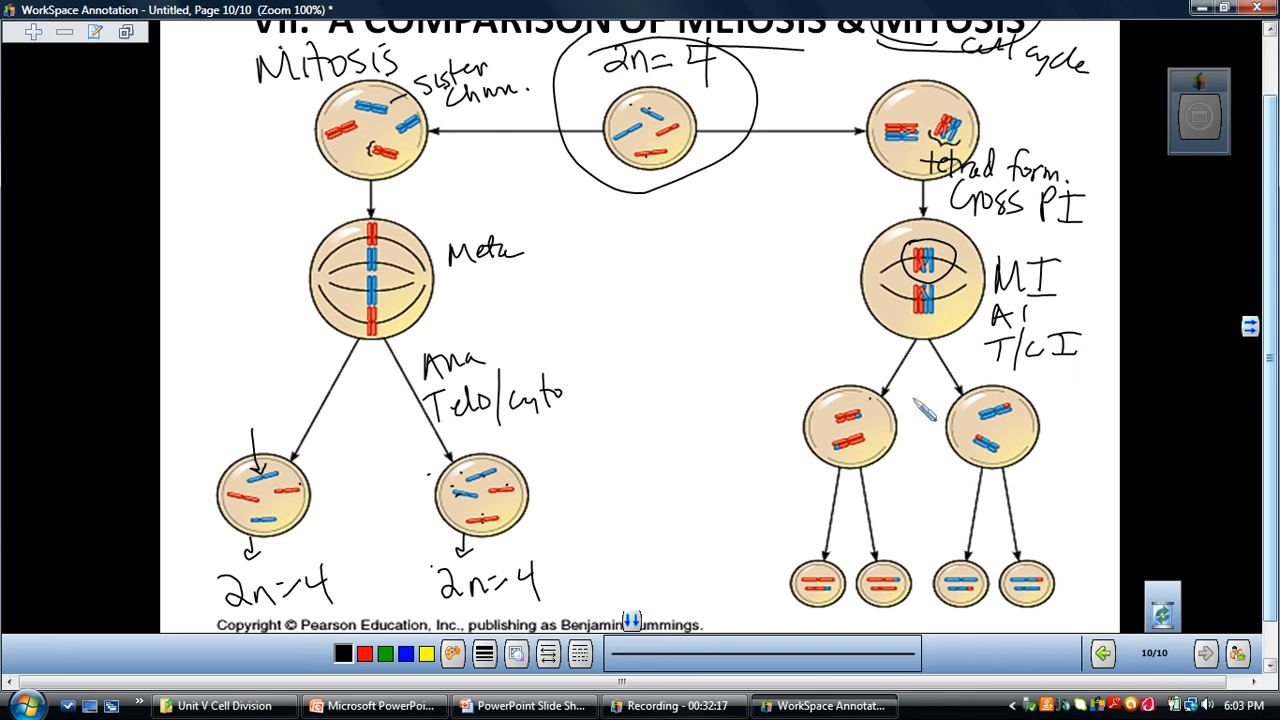 WorkSpace Annotation - Untitled, Page 10/10 (Zoom 100%) *
VII. A COMPARISON OF MEIOSIS & MITOSIS
Mitosis
2n = 4
cell cycle
Sister
Chrom.
tetrad form.
Cross PI
Meta
MI
AI
T/CI
Ana
Telo/cyto
2n=4
2n=4
Copyright © Pearson Education, Inc., publishing as Benjamin Cummings.
10/10
Unit V Cell Division
Microsoft PowerPoi...
PowerPoint Slide Sh...
Recording - 00:32:17
WorkSpace Annotat...
6:03 PM